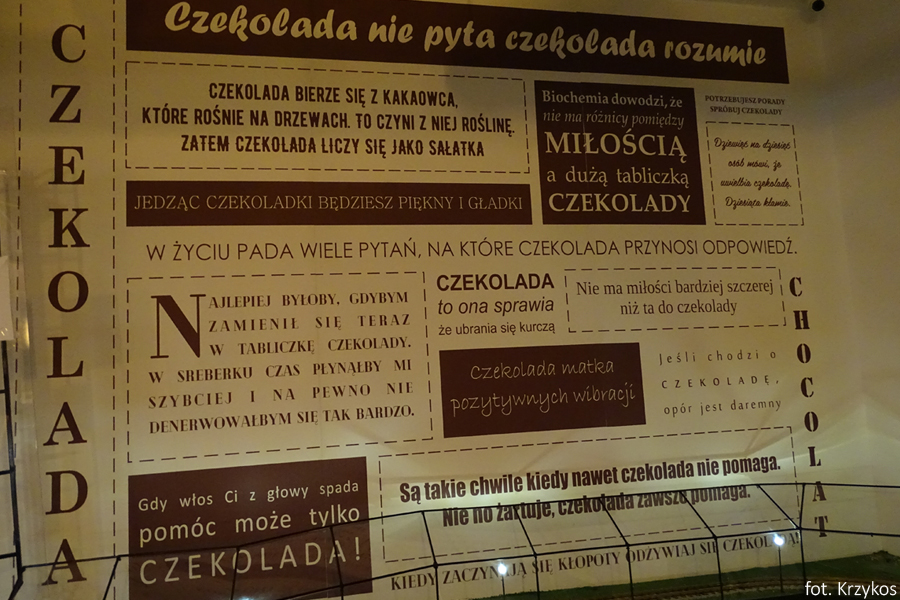 CZEKOLADA
Czekolada nie pyta czekolada rozumie
CZEKOLADA BIERZE SIĘ Z KAKAOWCA,
KTÓRE ROŚNIE NA DRZEWACH. TO CZYNI Z NIEJ ROŚLINĘ.
ZATEM CZEKOLADA LICZY SIĘ JAKO SAŁATKA
Biochemia dowodzi, że
nie ma różnicy pomiędzy
MIŁOŚCIĄ
a dużą tabliczką
CZEKOLADY
POTRZEBUJESZ PORADY
SPRÓBUJ CZEKOLADY
Dziewięć na dziesięć
osób mówi, że
uwielbia czekoladę.
Dziesiąta kłamie.
JEDZĄC CZEKOLADKI BĘDZIESZ PIĘKNY I GŁADKI
W ŻYCIU PADA WIELE PYTAŃ, NA KTÓRE CZEKOLADA PRZYNOSI ODPOWIEDŹ.
NAJLEPIEJ BYŁOBY, GDYBYM
ZAMIENIŁ SIĘ TERAZ
W TABLICZKĘ CZEKOLADY.
W SREBERKU CZAS PŁYNĄŁBY MI
SZYBCIEJ I NA PEWNO NIE
DENERWOWAŁBYM SIĘ TAK BARDZO.
CZEKOLADA
to ona sprawia
że ubrania się kurczą
Nie ma miłości bardziej szczerej
niż ta do czekolady
CHOCOLAT
Czekolada matka
pozytywnych wibracji
Jeśli chodzi o
CZEKOLADĘ,
opór jest daremny
Gdy włos Ci z głowy spada
pomóc może tylko
CZEKOLADA!
Są takie chwile kiedy nawet czekolada nie pomaga.
Nie no żartuje, czekolada zawsze pomaga.
KIEDY ZACZYNAJĄ SIĘ KŁOPOTY ODŻYWIAJ SIĘ CZEKOLADĄ!
fot. Krzykos